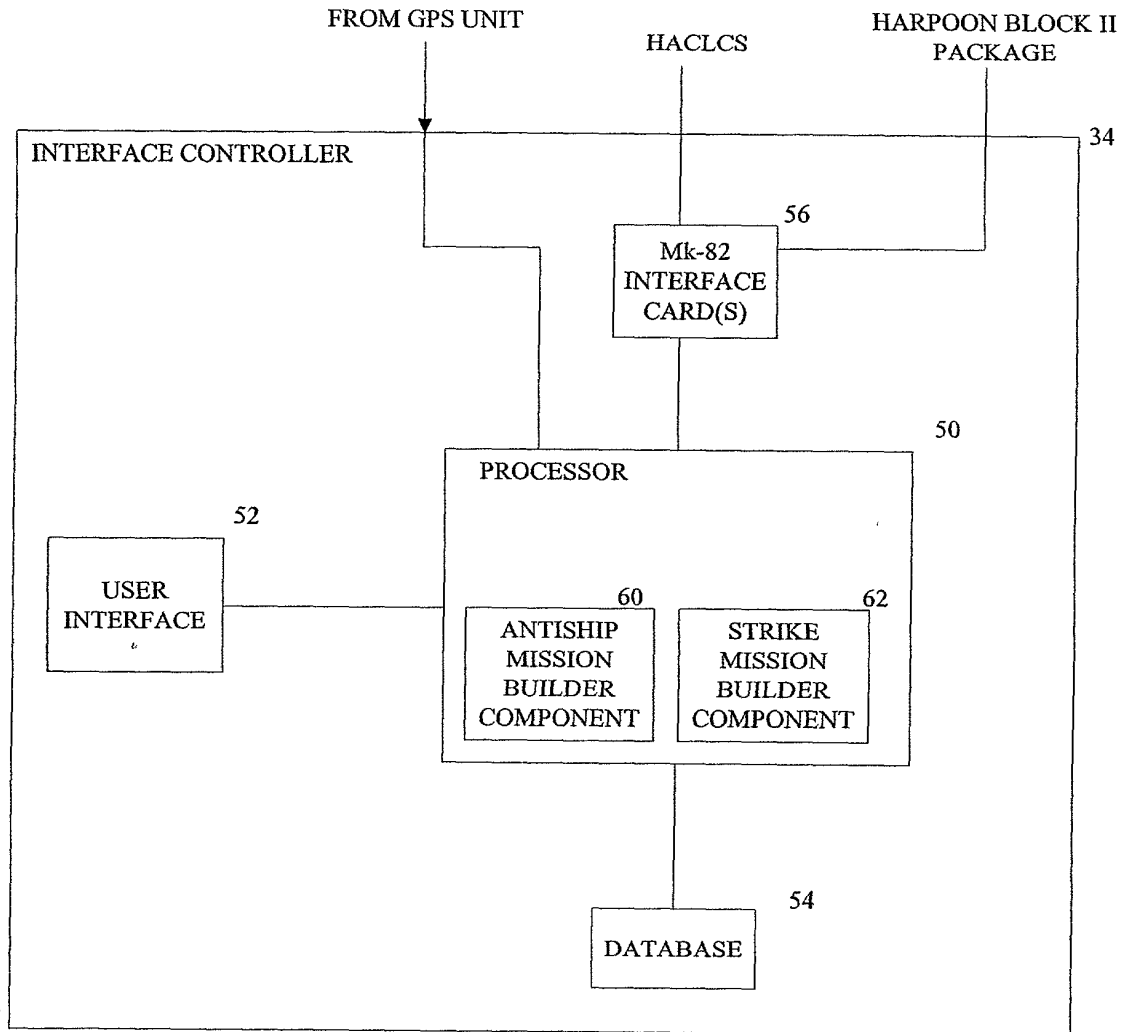 FROM GPS UNIT
HACLCS
HARPOON BLOCK II
PACKAGE
34
INTERFACE CONTROLLER
56
Mk-82
INTERFACE
CARD(S)
50
PROCESSOR
52
USER
INTERFACE
60
ANTISHIP
MISSION
BUILDER
COMPONENT
62
STRIKE
MISSION
BUILDER
COMPONENT
54
DATABASE